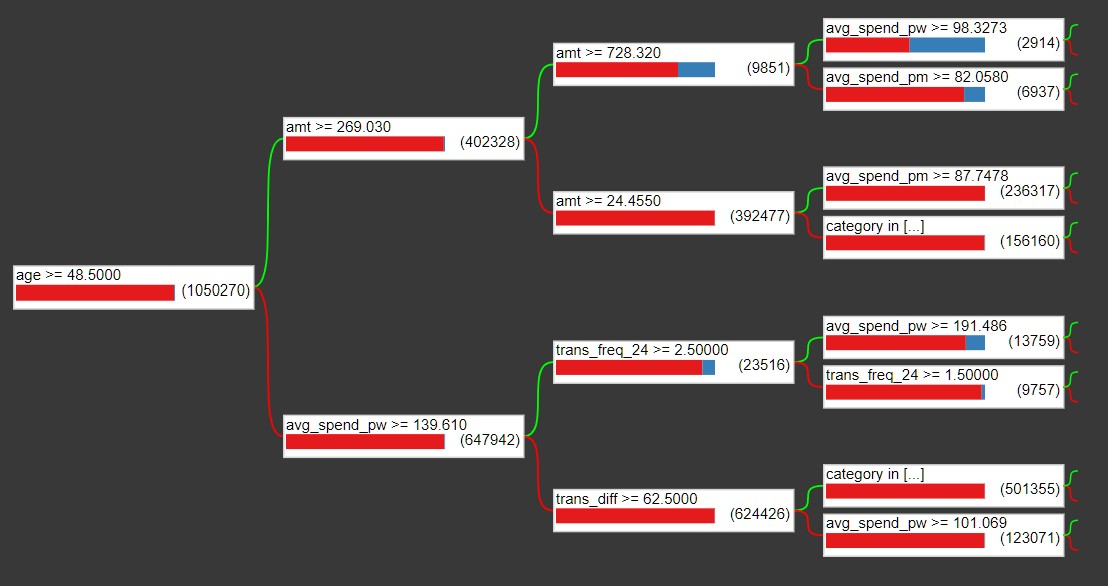 age >= 48.5000
(1050270)
amt >= 269.030
(402328)
avg_spend_pw >= 139.610
(647942)
amt >= 728.320
(9851)
amt >= 24.4550
(392477)
trans_freq_24 >= 2.50000
(23516)
trans_diff >= 62.5000
(624426)
avg_spend_pw >= 98.3273
(2914)
avg_spend_pm >= 82.0580
(6937)
avg_spend_pm >= 87.7478
(236317)
category in [...]
(156160)
avg_spend_pw >= 191.486
(13759)
trans_freq_24 >= 1.50000
(9757)
category in [...]
(501355)
avg_spend_pw >= 101.069
(123071)